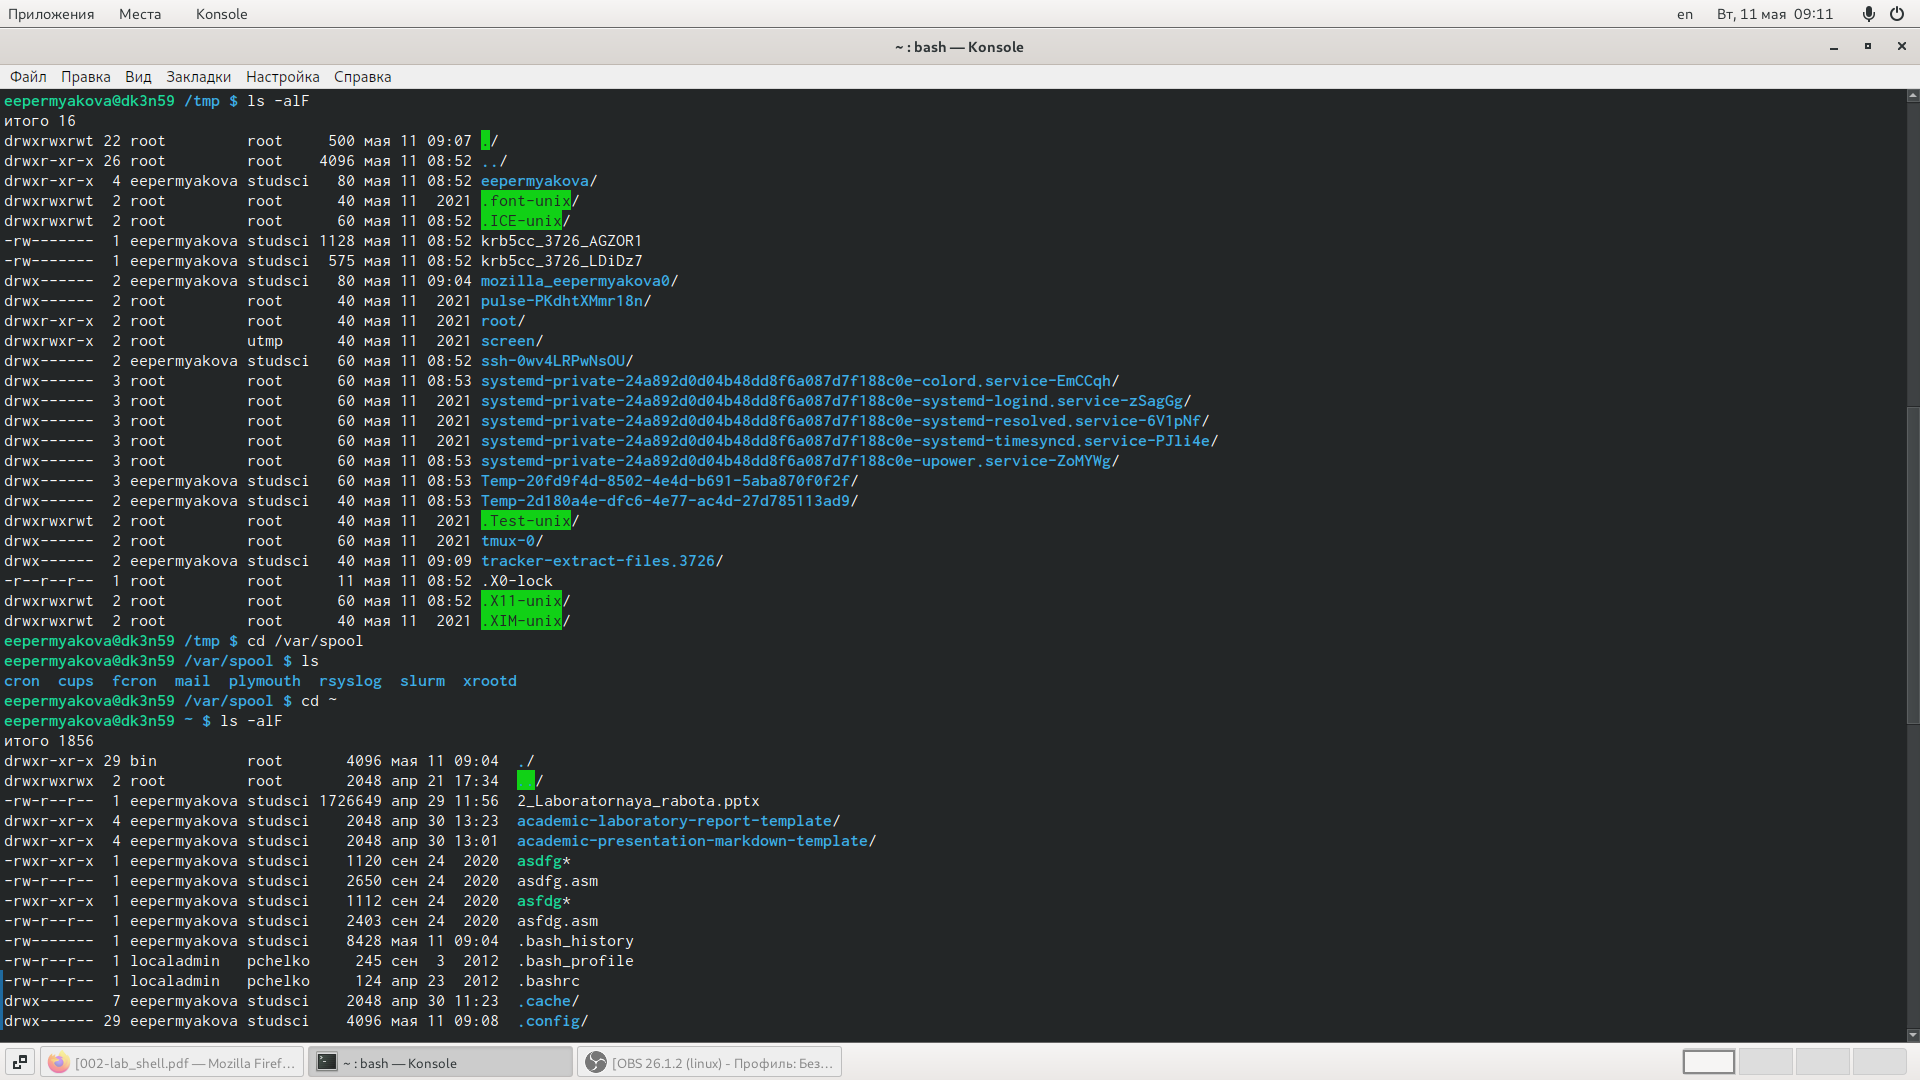 Приложения Места Konsole en Вт, 11 мая 09:11
~ : bash — Konsole
Файл Правка Вид Закладки Настройка Справка
eepermyakova@dk3n59 /tmp $ ls -alF
итого 16
drwxrwxrwt 22 root         root     500 мая 11 09:07 ./
drwxr-xr-x 26 root         root    4096 мая 11 08:52 ../
drwxr-xr-x  4 eepermyakova studsci   80 мая 11 08:52 eepermyakova/
drwxrwxrwt  2 root         root      40 мая 11  2021 .font-unix/
drwxrwxrwt  2 root         root      60 мая 11 08:52 .ICE-unix/
-rw-------  1 eepermyakova studsci 1128 мая 11 08:52 krb5cc_3726_AGZOR1
-rw-------  1 eepermyakova studsci  575 мая 11 08:52 krb5cc_3726_LDiDz7
drwx------  2 eepermyakova studsci   80 мая 11 09:04 mozilla_eepermyakova0/
drwx------  2 root         root      40 мая 11  2021 pulse-PKdhtXMmr18n/
drwxr-xr-x  2 root         root      40 мая 11  2021 root/
drwxrwxr-x  2 root         utmp      40 мая 11  2021 screen/
drwx------  2 eepermyakova studsci   60 мая 11 08:52 ssh-0wv4LRPwNsOU/
drwx------  3 root         root      60 мая 11 08:53 systemd-private-24a892d0d04b48dd8f6a087d7f188c0e-colord.service-EmCCqh/
drwx------  3 root         root      60 мая 11  2021 systemd-private-24a892d0d04b48dd8f6a087d7f188c0e-systemd-logind.service-zSagGg/
drwx------  3 root         root      60 мая 11  2021 systemd-private-24a892d0d04b48dd8f6a087d7f188c0e-systemd-resolved.service-6V1pNf/
drwx------  3 root         root      60 мая 11  2021 systemd-private-24a892d0d04b48dd8f6a087d7f188c0e-systemd-timesyncd.service-PJli4e/
drwx------  3 root         root      60 мая 11 08:53 systemd-private-24a892d0d04b48dd8f6a087d7f188c0e-upower.service-ZoMYWg/
drwx------  3 eepermyakova studsci   60 мая 11 08:53 Temp-20fd9f4d-8502-4e4d-b691-5aba870f0f2f/
drwx------  2 eepermyakova studsci   40 мая 11 08:53 Temp-2d180a4e-dfc6-4e77-ac4d-27d785113ad9/
drwxrwxrwt  2 root         root      40 мая 11  2021 .Test-unix/
drwx------  2 root         root      60 мая 11  2021 tmux-0/
drwx------  2 eepermyakova studsci   40 мая 11 09:09 tracker-extract-files.3726/
-r--r--r--  1 root         root      11 мая 11 08:52 .X0-lock
drwxrwxrwt  2 root         root      60 мая 11 08:52 .X11-unix/
drwxrwxrwt  2 root         root      40 мая 11  2021 .XIM-unix/
eepermyakova@dk3n59 /tmp $ cd /var/spool
eepermyakova@dk3n59 /var/spool $ ls
cron  cups  fcron  mail  plymouth  rsyslog  slurm  xrootd
eepermyakova@dk3n59 /var/spool $ cd ~
eepermyakova@dk3n59 ~ $ ls -alF
итого 1856
drwxr-xr-x 29 bin          root       4096 мая 11 09:04  ./
drwxrwxrwx  2 root         root       2048 апр 21 17:34  /
-rw-r--r--  1 eepermyakova studsci 1726649 апр 29 11:56  2_Laboratornaya_rabota.pptx
drwxr-xr-x  4 eepermyakova studsci    2048 апр 30 13:23  academic-laboratory-report-template/
drwxr-xr-x  4 eepermyakova studsci    2048 апр 30 13:01  academic-presentation-markdown-template/
-rwxr-xr-x  1 eepermyakova studsci    1120 сен 24  2020  asdfg*
-rw-r--r--  1 eepermyakova studsci    2650 сен 24  2020  asdfg.asm
-rwxr-xr-x  1 eepermyakova studsci    1112 сен 24  2020  asfdg*
-rw-r--r--  1 eepermyakova studsci    2403 сен 24  2020  asfdg.asm
-rw-------  1 eepermyakova studsci    8428 мая 11 09:04  .bash_history
-rw-r--r--  1 localadmin   pchelko     245 сен  3  2012  .bash_profile
-rw-r--r--  1 localadmin   pchelko     124 апр 23  2012  .bashrc
drwx------  7 eepermyakova studsci    2048 апр 30 11:23  .cache/
drwx------ 29 eepermyakova studsci    4096 мая 11 09:08  .config/
[002-lab_shell.pdf — Mozilla Firef… ~ : bash — Konsole [OBS 26.1.2 (linux) - Профиль: Без…